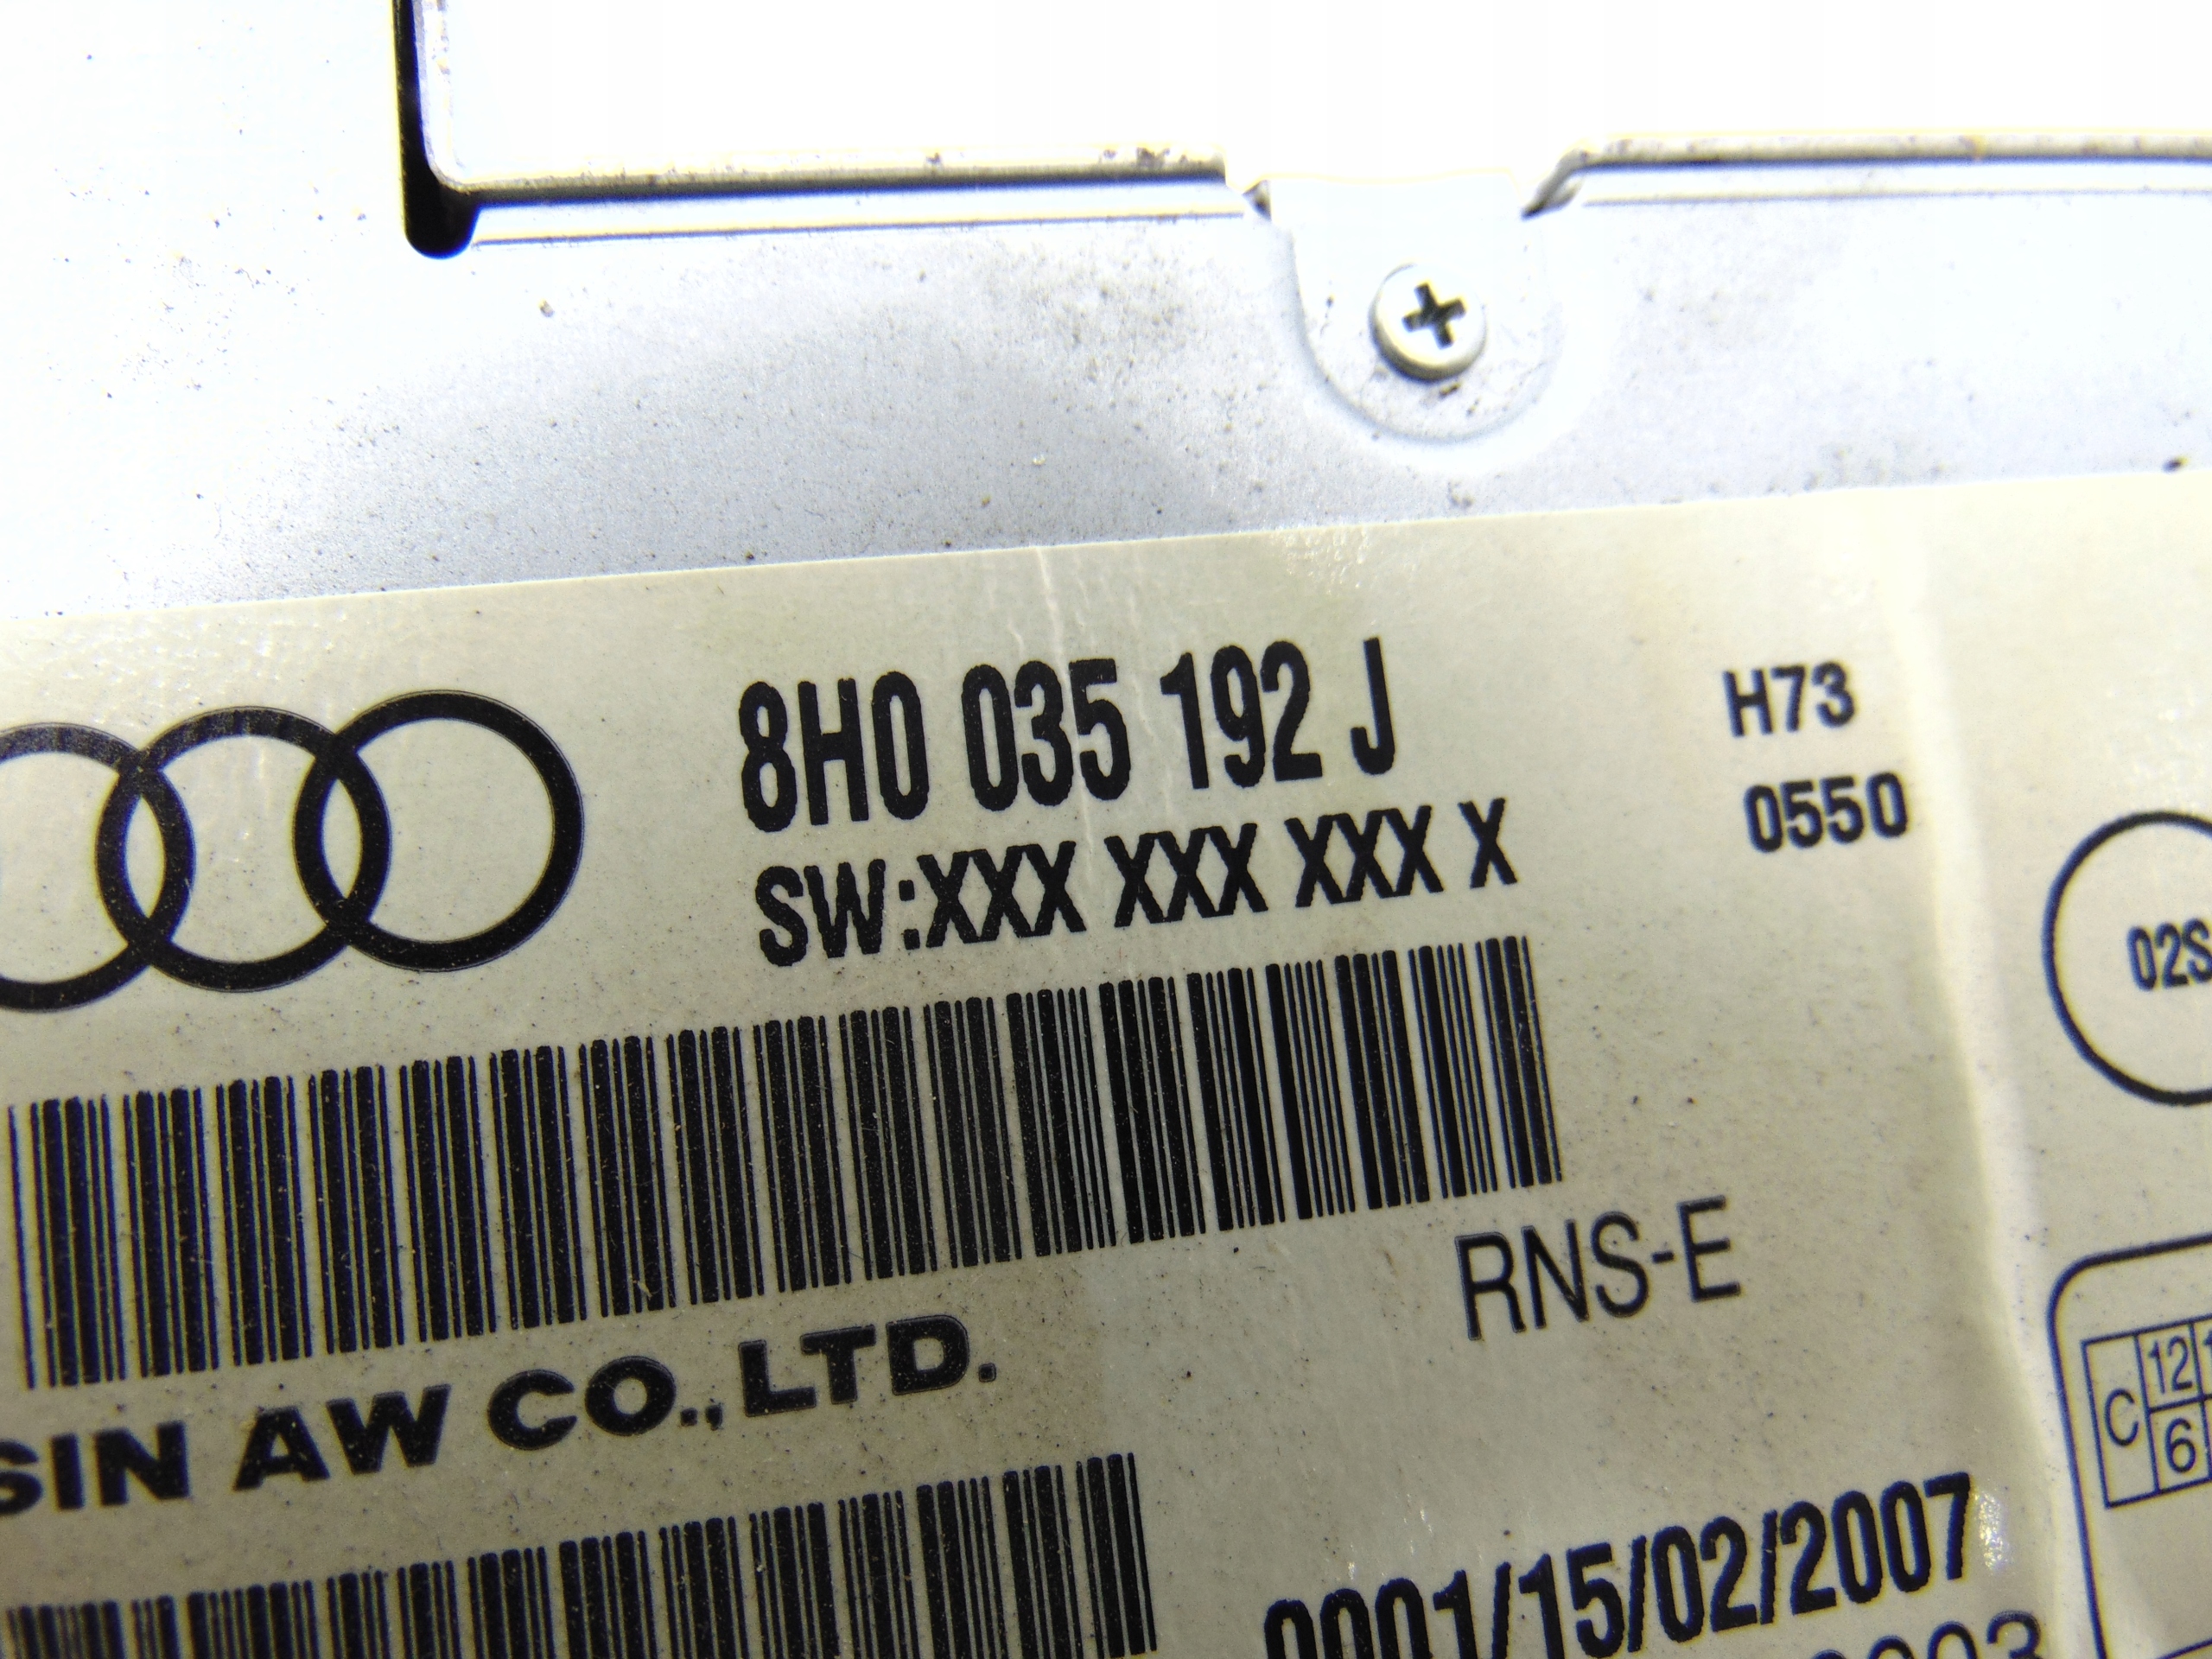 8H0 035 192 J
H73
SW:XXX XXX XXX X
0550
02S
RNS-E
SIN AW CO.,LTD.
C
12
6
0001/15/02/2007